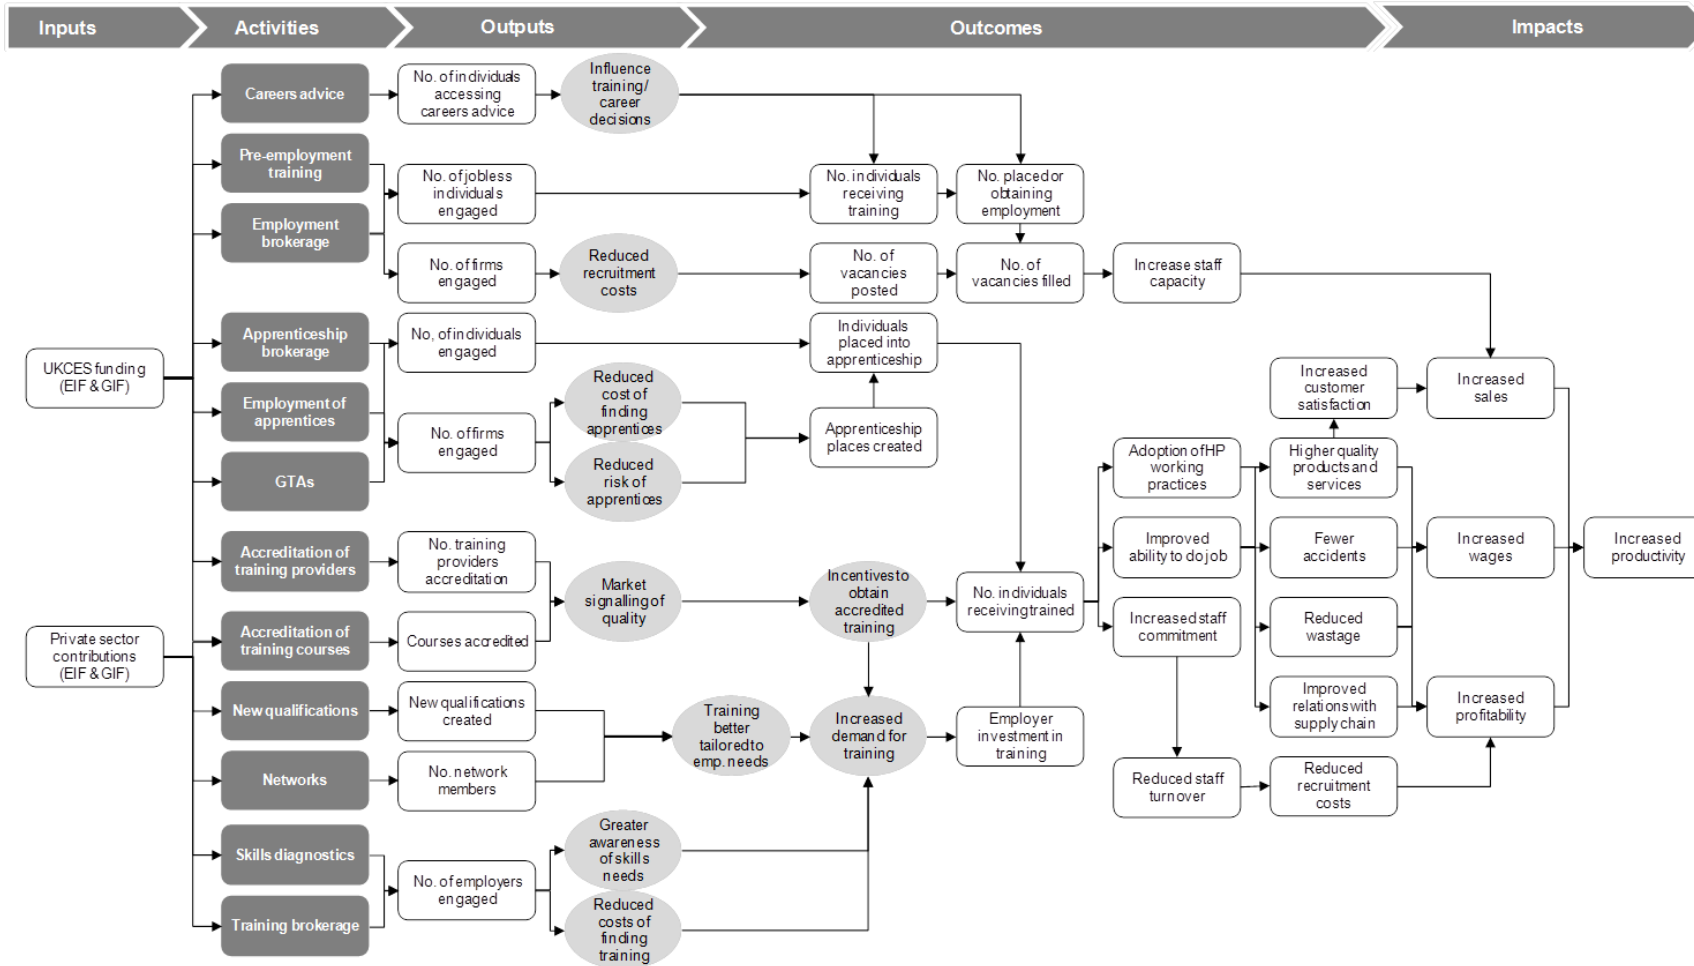 Inputs
Activities
Outputs
Outcomes
Impacts
UKCES funding
(EIF & GIF)
Private sector
contributions
(EIF & GIF)
Careers advice
Pre-employment
training
Employment
brokerage
Apprenticeship
brokerage
Employment of
apprentices
GTAs
Accreditation of
training providers
Accreditation of
training courses
New qualifications
Networks
Skills diagnostics
Training brokerage
No. of individuals
accessing
careers advice
No. of jobless
individuals
engaged
No. of firms
engaged
No, of individuals
engaged
No. of firms
engaged
No. training
providers
accreditation
Courses accredited
New qualifications
created
No. network
members
No. of employers
engaged
Influence
training/
career
decisions
Reduced
recruitment
costs
Reduced
cost of
finding
apprentices
Reduced
risk of
apprentices
Market
signalling of
quality
Training
better
tailored to
emp. needs
Greater
awareness
of skills
needs
Reduced
costs of
finding
training
No. individuals
receiving
training
No. of
vacancies
posted
Individuals
placed into
apprenticeship
Apprenticeship
places created
Incentives to
obtain
accredited
training
Increased
demand for
training
No. placed or
obtaining
employment
No. of
vacancies filled
No. individuals
receiving trained
Employer
investment in
training
Increase staff
capacity
Adoption of HP
working
practices
Improved
ability to do job
Increased staff
commitment
Reduced staff
turnover
Increased
customer
satisfaction
Higher quality
products and
services
Fewer
accidents
Reduced
wastage
Improved
relations with
supply chain
Reduced
recruitment
costs
Increased
sales
Increased
wages
Increased
profitability
Increased
productivity